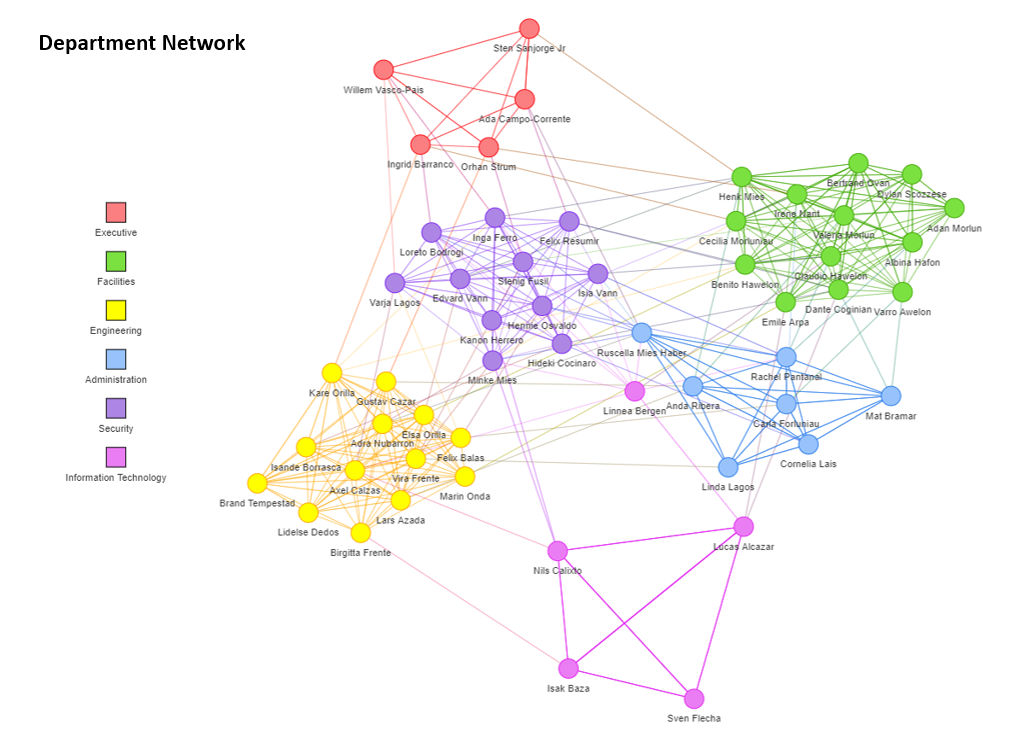 Department Network
Sten Sanjorge Jr
Willem Vasco-Pais
Ada Campo-Corrente
Ingrid Barranco
Orhan Strum
Bertrand Ovan
Henk Mies
Dylan Scozzese
Irene Nant
Adan Morlun
Valeria Morlun
Cecilia Morluniau
Albina Hafon
Claudio Hawelon
Benito Hawelon
Dante Coginian
Varro Awelon
Emile Arpa
Executive
Facilities
Engineering
Administration
Security
Information Technology
Inga Ferro
Felix Resumir
Loreto Bodrogi
Stenig Fusil
Isia Vann
Varja Lagos
Edvard Vann
Hennie Osvaldo
Kanon Herrero
Hideki Cocinaro
Minke Mies
Ruscella Mies Haber
Rachel Pantanal
Linnea Bergen
Anda Ribera
Mat Bramar
Carla Forluniau
Cornelia Lais
Linda Lagos
Kare Orilla
Gustav Cazar
Elsa Orilla
Adra Nubarron
Felix Balas
Isande Borrasca
Vira Frente
Axel Calzas
Marin Onda
Brand Tempestad
Lars Azada
Lidelse Dedos
Birgitta Frente
Lucas Alcazar
Nils Calixto
Isak Baza
Sven Flecha